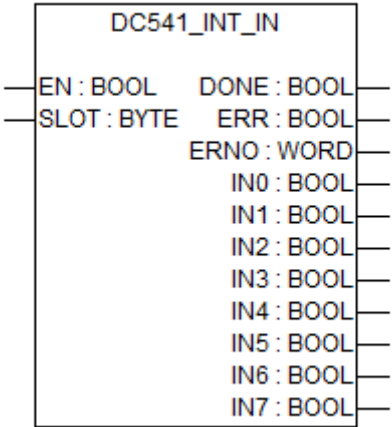 DC541_INT_IN
EN : BOOL DONE : BOOL
SLOT : BYTE ERR : BOOL
ERNO : WORD
IN0 : BOOL
IN1 : BOOL
IN2 : BOOL
IN3 : BOOL
IN4 : BOOL
IN5 : BOOL
IN6 : BOOL
IN7 : BOOL